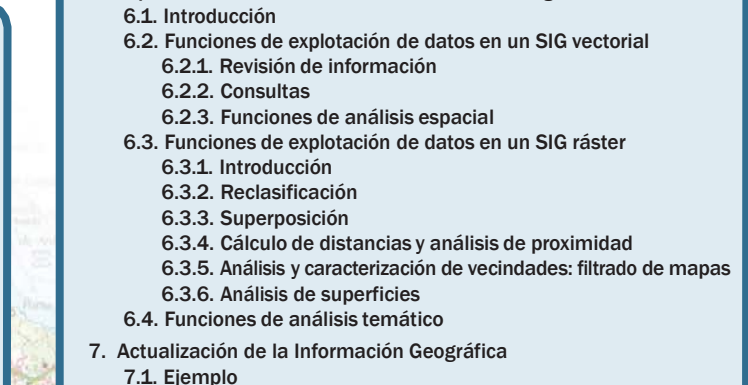 6.1. Introducción
6.2. Funciones de explotación de datos en un SIG vectorial
6.2.1. Revisión de información
6.2.2. Consultas
6.2.3. Funciones de análisis espacial
6.3. Funciones de explotación de datos en un SIG ráster
6.3.1. Introducción
6.3.2. Reclasificación
6.3.3. Superposición
6.3.4. Cálculo de distancias y análisis de proximidad
6.3.5. Análisis y caracterización de vecindades: filtrado de mapas
6.3.6. Análisis de superficies
6.4. Funciones de análisis temático
7. Actualización de la Información Geográfica
7.1. Ejemplo